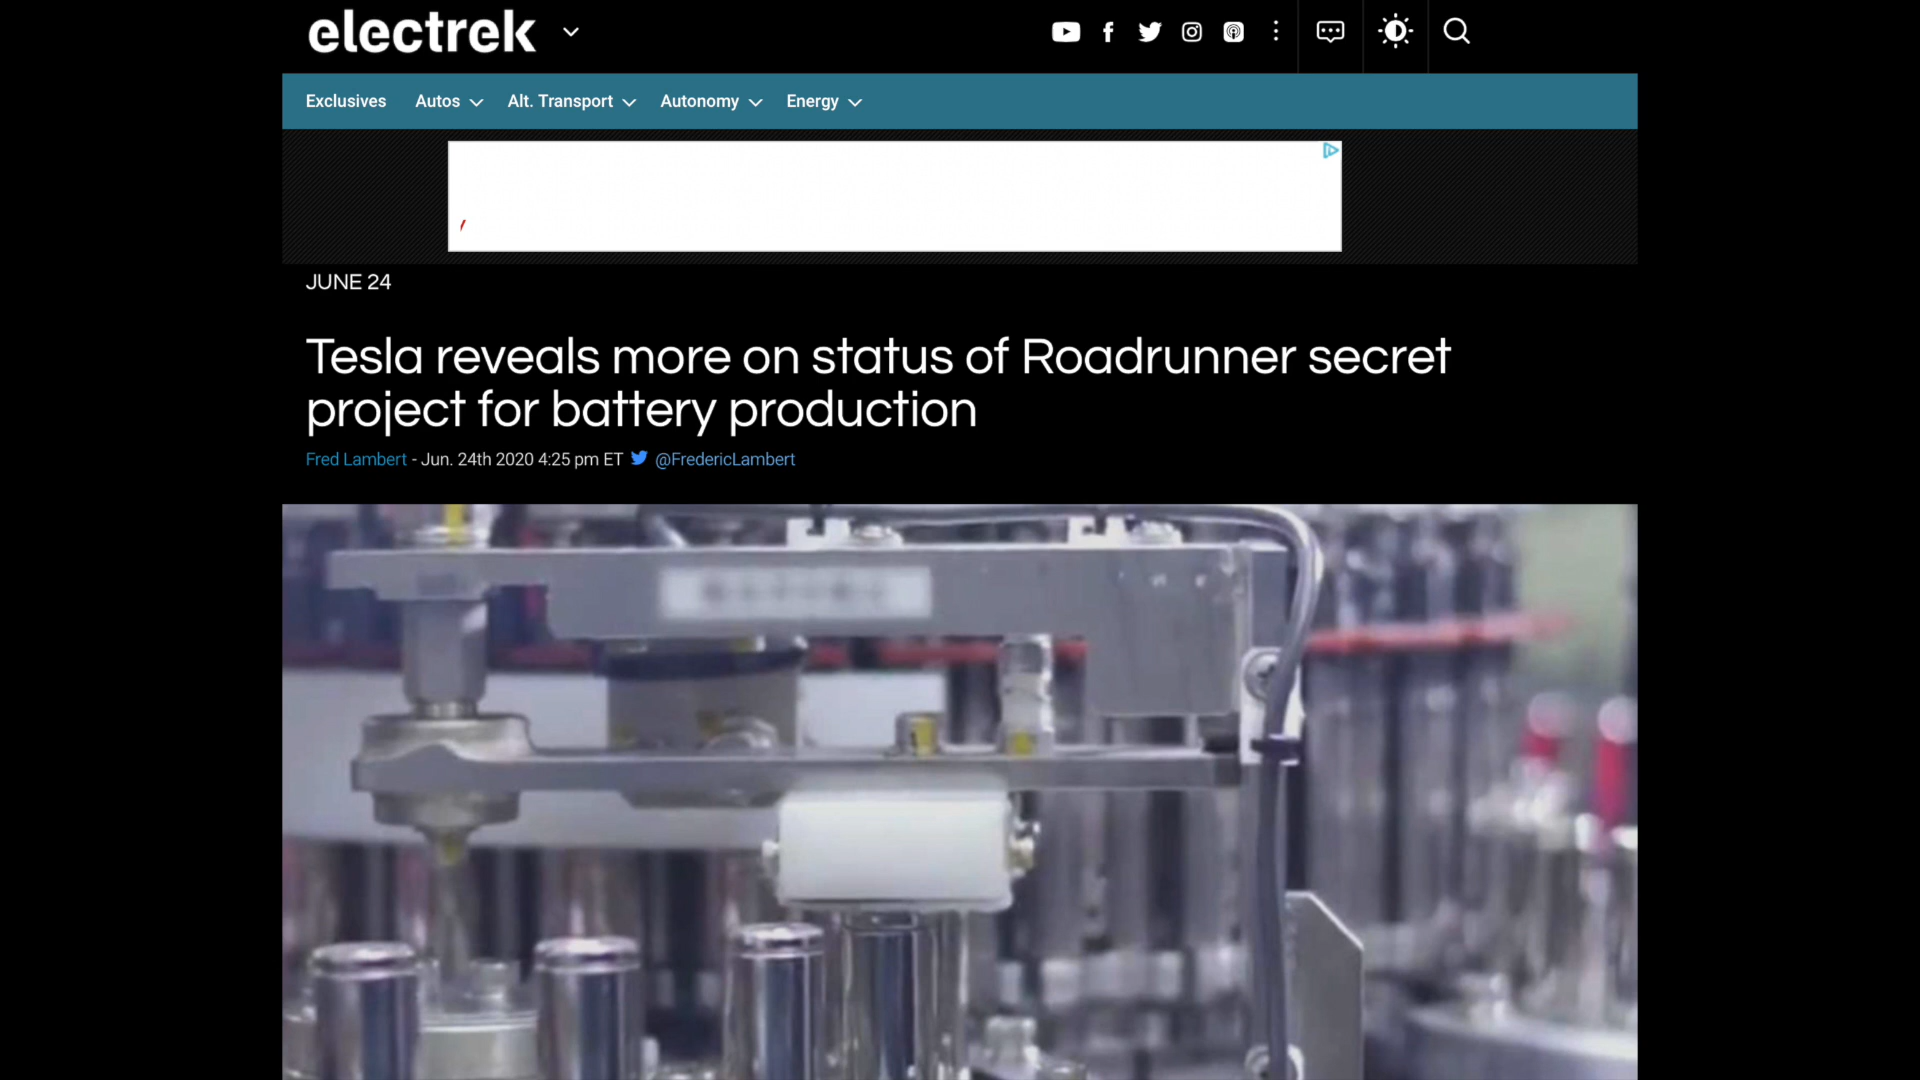 electrek
Exclusives Autos Alt. Transport Autonomy Energy
JUNE 24
Tesla reveals more on status of Roadrunner secret
project for battery production
Fred Lambert - Jun. 24th 2020 4:25 pm ET @FredericLambert